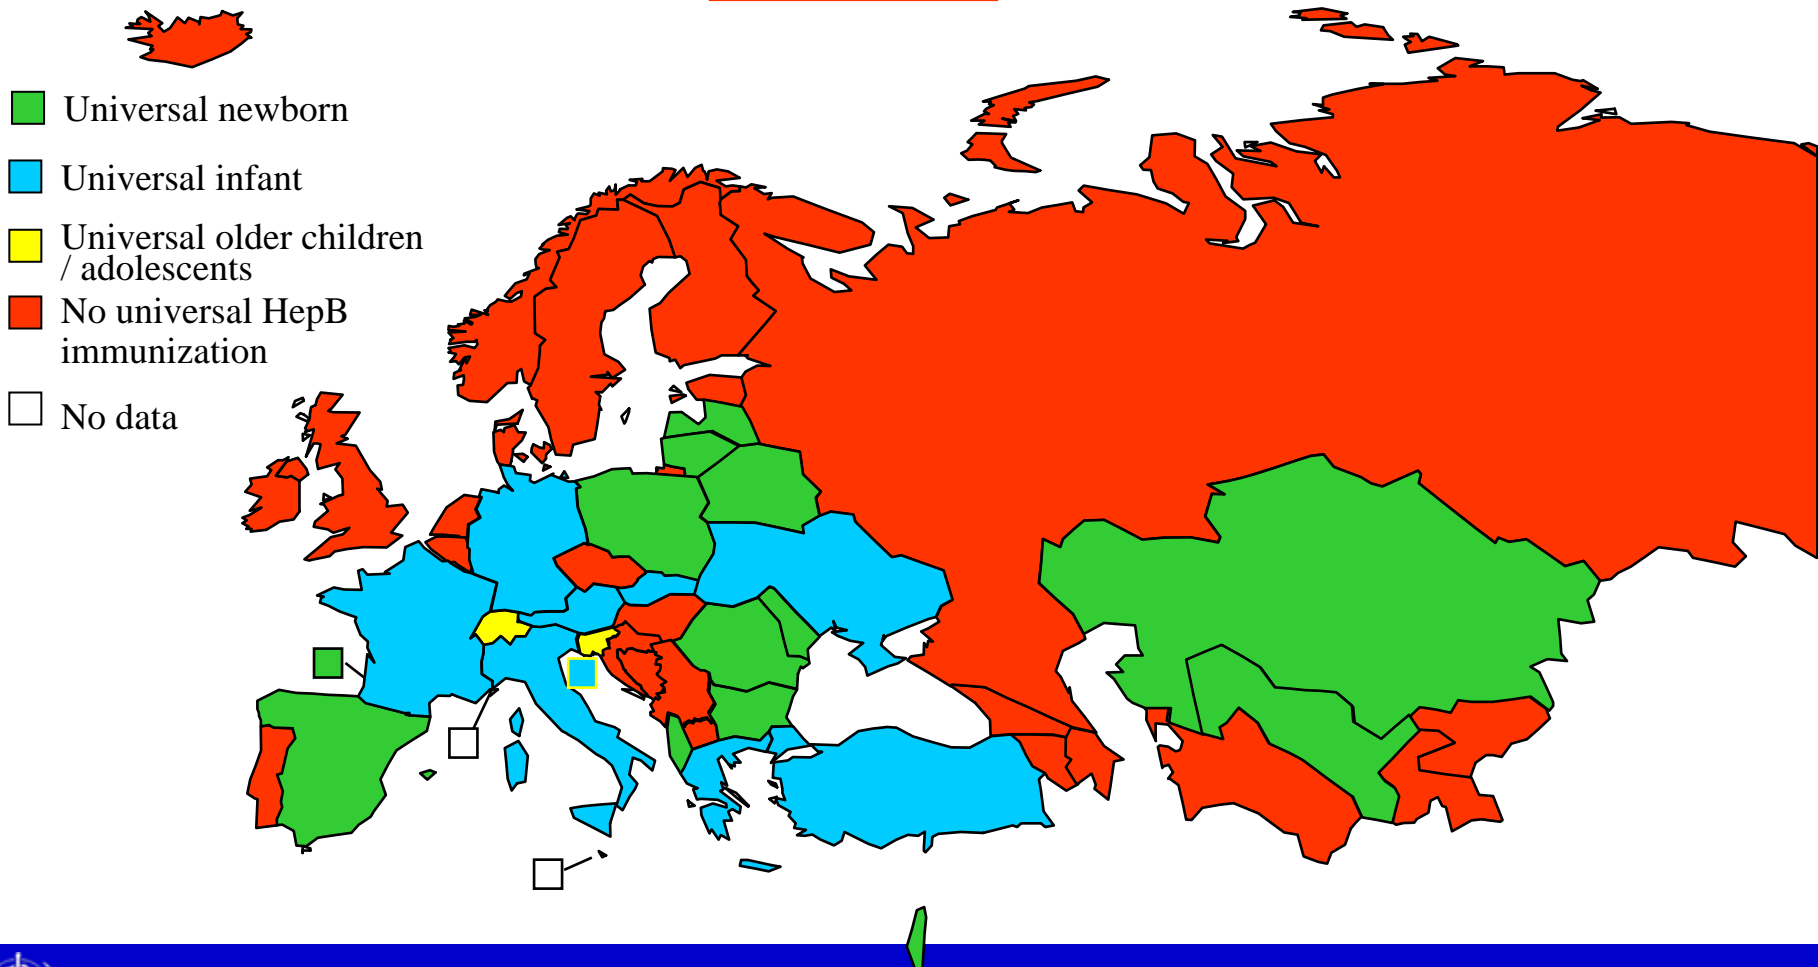 Universal newborn
Universal infant
Universal older children
/ adolescents
No universal HepB
immunization
No data